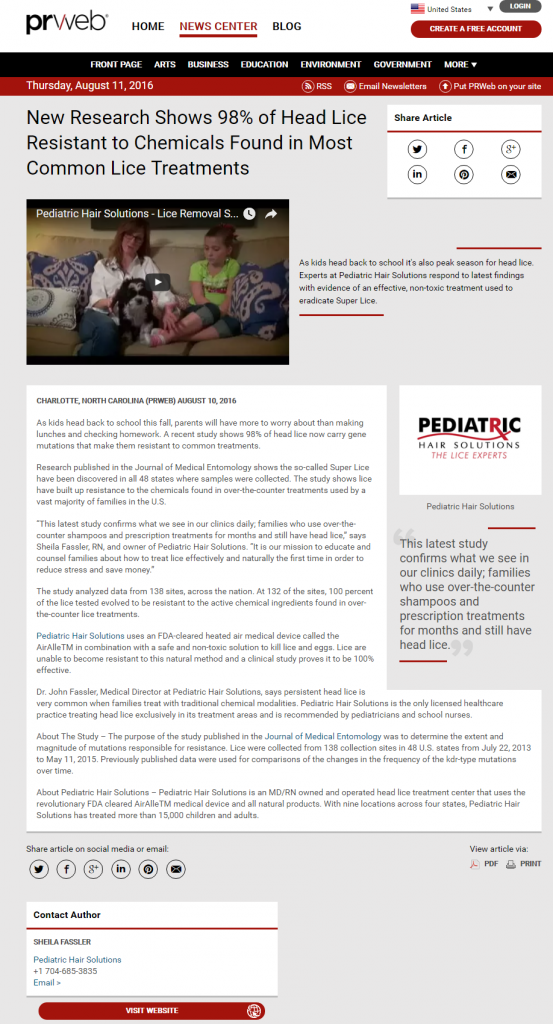 prweb®
HOME
NEWS CENTER
BLOG
United States
LOGIN
CREATE A FREE ACCOUNT
FRONT PAGE
ARTS
BUSINESS
EDUCATION
ENVIRONMENT
GOVERNMENT
MORE
Thursday, August 11, 2016
RSS
Email Newsletters
Put PRWeb on your site
New Research Shows 98% of Head Lice
Resistant to Chemicals Found in Most
Common Lice Treatments
Share Article
Pediatric Hair Solutions - Lice Removal S...
As kids head back to school it's also peak season for head lice.
Experts at Pediatric Hair Solutions respond to latest findings
with evidence of an effective, non-toxic treatment used to
eradicate Super Lice.
CHARLOTTE, NORTH CAROLINA (PRWEB) AUGUST 10, 2016
As kids head back to school this fall, parents will have more to worry about than making
lunches and checking homework. A recent study shows 98% of head lice now carry gene
mutations that make them resistant to common treatments.
Research published in the Journal of Medical Entomology shows the so-called Super Lice
have been discovered in all 48 states where samples were collected. The study shows lice
have built up resistance to the chemicals found in over-the-counter treatments used by a
vast majority of families in the U.S.
"This latest study confirms what we see in our clinics daily; families who use over-the-
counter shampoos and prescription treatments for months and still have head lice," says
Sheila Fassler, RN, and owner of Pediatric Hair Solutions. "It is our mission to educate and
counsel families about how to treat lice effectively and naturally the first time in order to
reduce stress and save money."
The study analyzed data from 138 sites, across the nation. At 132 of the sites, 100 percent
of the lice tested evolved to be resistant to the active chemical ingredients found in over-
the-counter lice treatments.
Pediatric Hair Solutions uses an FDA-cleared heated air medical device called the
AirAlleTM in combination with a safe and non-toxic solution to kill lice and eggs. Lice are
unable to become resistant to this natural method and a clinical study proves it to be 100%
effective.
Dr. John Fassler, Medical Director at Pediatric Hair Solutions, says persistent head lice is
very common when families treat with traditional chemical modalities. Pediatric Hair Solutions is the only licensed healthcare
practice treating head lice exclusively in its treatment areas and is recommended by pediatricians and school nurses.
About The Study – The purpose of the study published in the Journal of Medical Entomology was to determine the extent and
magnitude of mutations responsible for resistance. Lice were collected from 138 collection sites in 48 U.S. states from July 22, 2013
to May 11, 2015. Previously published data were used for comparisons of the changes in the frequency of the kdr-type mutations
over time.
About Pediatric Hair Solutions – Pediatric Hair Solutions is an MD/RN owned and operated head lice treatment center that uses the
revolutionary FDA cleared AirAlleTM medical device and all natural products. With nine locations across four states, Pediatric Hair
Solutions has treated more than 15,000 children and adults.
PEDIATRIC
HAIR SOLUTIONS
THE LICE EXPERTS
Pediatric Hair Solutions
“
This latest study
confirms what we see in
our clinics daily; families
who use over-the-counter
shampoos and
prescription treatments
for months and still have
head lice.
”
Share article on social media or email:
View article via:
PDF
PRINT
Contact Author
SHEILA FASSLER
Pediatric Hair Solutions
+1 704-685-3835
Email >
VISIT WEBSITE